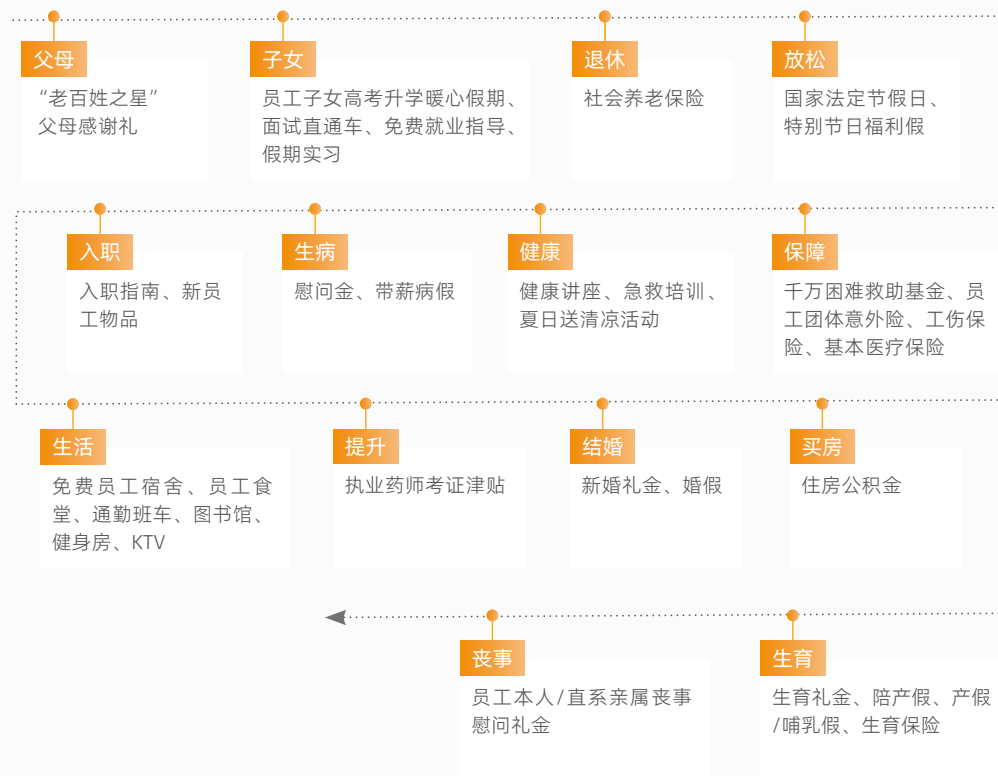 父母
“老百姓之星”
父母感谢礼
子女
员工子女高考升学暖心假期、
面试直通车、免费就业指导、
假期实习
退休
社会养老保险
放松
国家法定节假日、
特别节日福利假
入职
入职指南、新员
工物品
生病
慰问金、带薪病假
健康
健康讲座、急救培训、
夏日送清凉活动
保障
千万困难救助基金、员
工团体意外险、工伤保
险、基本医疗保险
生活
免费员工宿舍、员工食
堂、通勤班车、图书馆、
健身房、KTV
提升
执业药师考证津贴
结婚
新婚礼金、婚假
买房
住房公积金
丧事
员工本人/直系亲属丧事
慰问礼金
生育
生育礼金、陪产假、产假
/哺乳假、生育保险